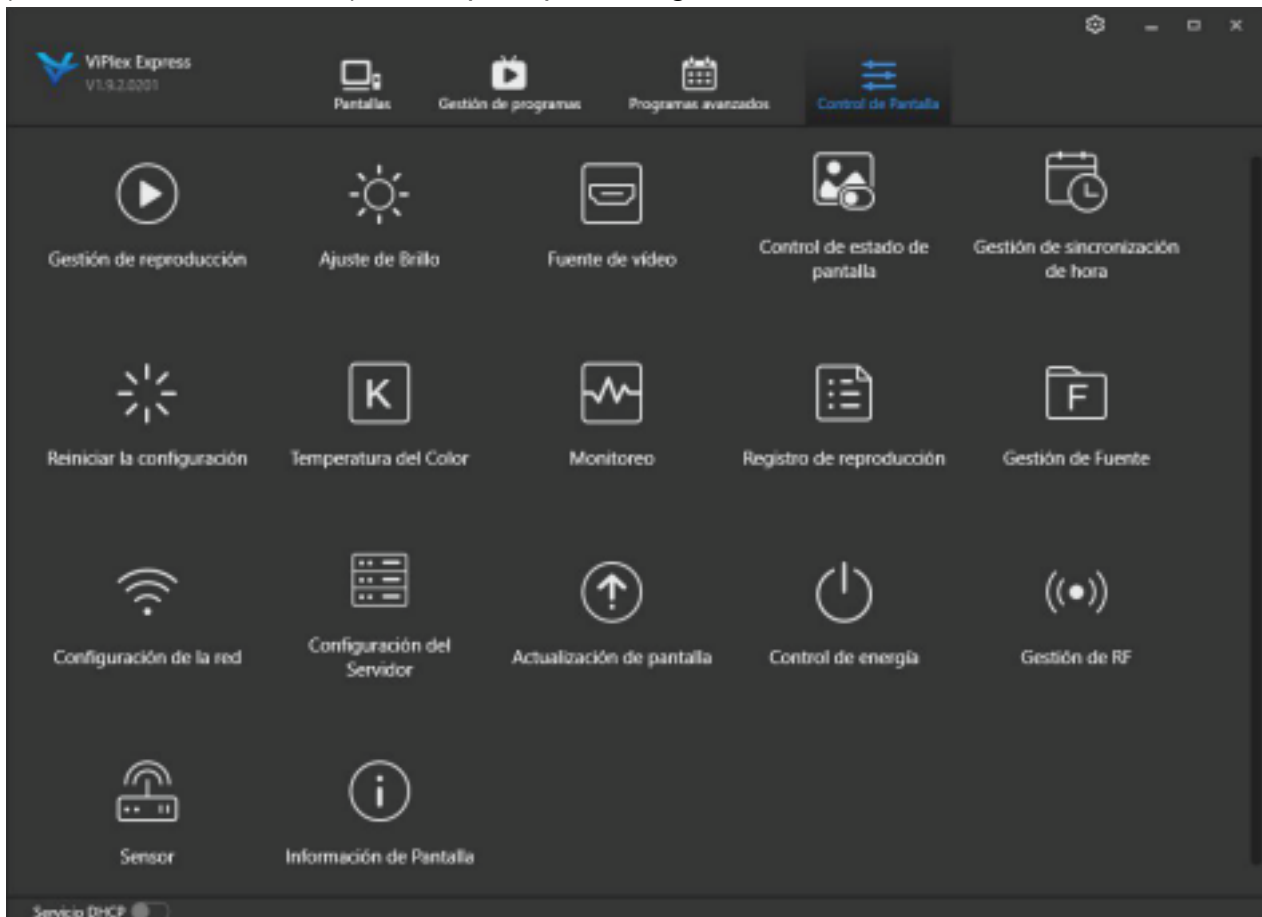 ViPlex Express
V1.9.2.0201
Pantallas
Gestión de programas
Programas avanzados
Control de Pantalla
Gestión de reproducción
Ajuste de Brillo
Fuente de vídeo
Control de estado de
pantalla
Gestión de sincronización
de hora
Reiniciar la configuración
K
Temperatura del Color
Monitoreo
Registro de reproducción
F
Gestión de Fuente
Configuración de la red
Configuración del
Servidor
Actualización de pantalla
Control de energía
Gestión de RF
Sensor
Información de Pantalla
Servicio DHCP